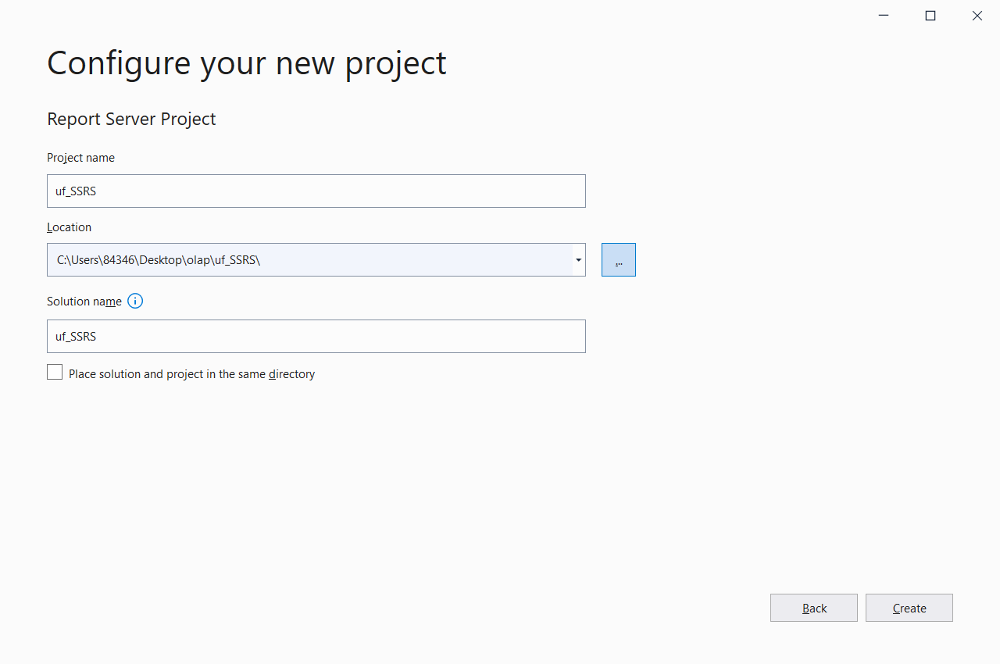 Configure your new project
Report Server Project
Project name
uf_SSRS
Location
C:\Users\84346\Desktop\olap\uf_SSRS\
...
Solution name
uf_SSRS
Place solution and project in the same directory
Back
Create